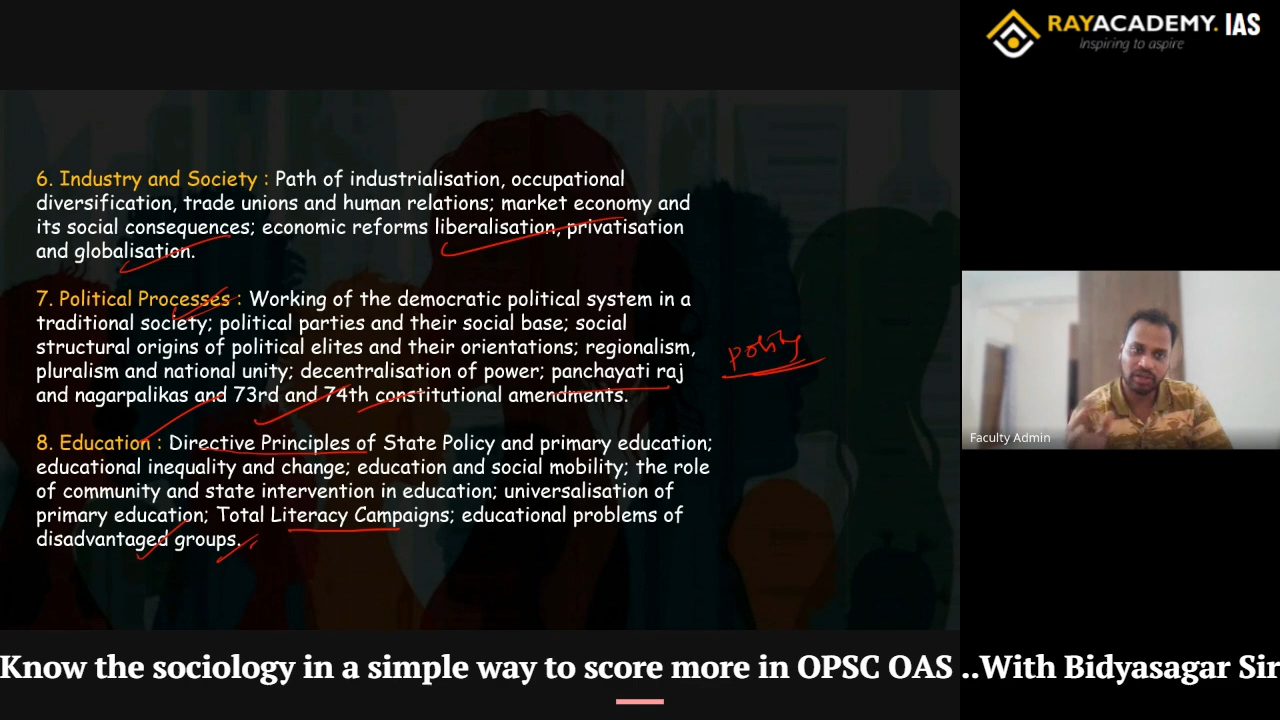 RAYACADEMY. IAS
Inspiring to aspire
6. Industry and Society : Path of industrialisation, occupational
diversification, trade unions and human relations; market economy and
its social consequences; economic reforms liberalisation, privatisation
and globalisation.
7. Political Processes : Working of the democratic political system in a
traditional society; political parties and their social base; social
structural origins of political elites and their orientations; regionalism,
pluralism and national unity; decentralisation of power; panchayati raj
and nagarpalikas and 73rd and 74th constitutional amendments.
polity
8. Education : Directive Principles of State Policy and primary education;
educational inequality and change; education and social mobility; the role
of community and state intervention in education; universalisation of
primary education; Total Literacy Campaigns; educational problems of
disadvantaged groups.
Faculty Admin
Know the sociology in a simple way to score more in OPSC OAS ..With Bidyasagar Sir